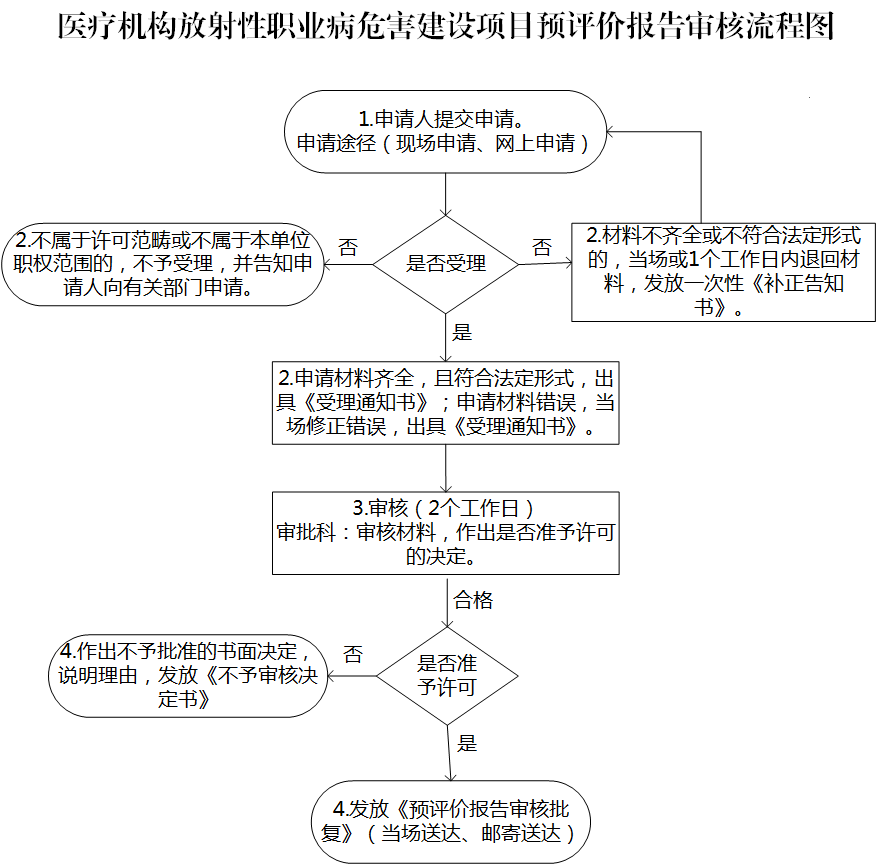 医疗机构放射性职业病危害建设项目预评价报告审核流程图
1.申请人提交申请。
申请途径（现场申请、网上申请）
2.不属于许可范畴或不属于本单位
职权范围的，不予受理，并告知申
请人向有关部门申请。
否
是否受理
否
2.材料不齐全或不符合法定形式
的，当场或1个工作日内退回材
料，发放一次性《补正告知
书》。
是
2.申请材料齐全，且符合法定形式，出
具《受理通知书》；申请材料错误，当
场修正错误，出具《受理通知书》。
3.审核（2个工作日）
审批科：审核材料，作出是否准予许可
的决定。
合格
4.作出不予批准的书面决定，
说明理由，发放《不予审核决
定书》
否
是否准
予许可
是
4.发放《预评价报告审核批
复》（当场送达、邮寄送达）